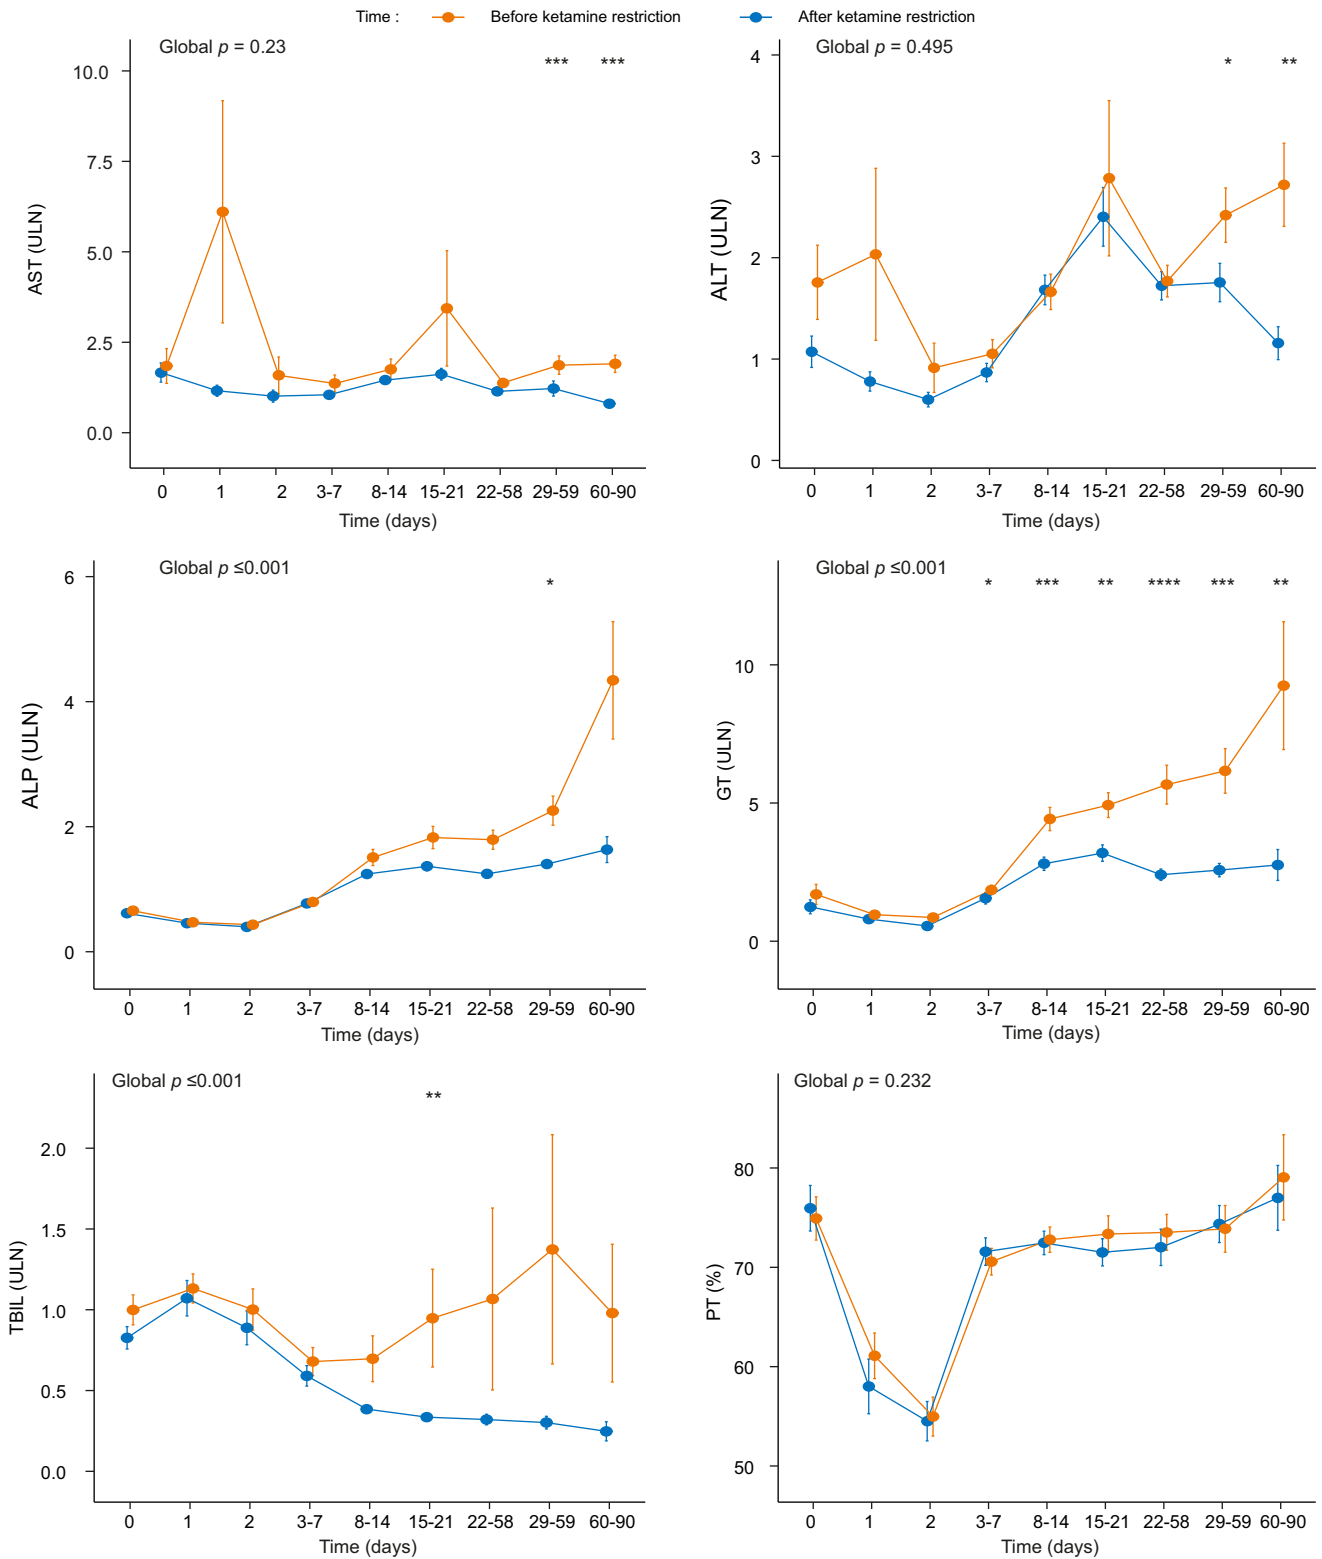 Time : Before ketamine restriction After ketamine restriction
Global p = 0.23
*** ***
AST (ULN)
10.0
7.5
5.0
2.5
0.0
0 1 2 3-7 8-14 15-21 22-58 29-59 60-90
Time (days)
Global p = 0.495
* **
ALT (ULN)
4
3
2
1
0
0 1 2 3-7 8-14 15-21 22-58 29-59 60-90
Time (days)
Global p ≤0.001
*
ALP (ULN)
6
4
2
0
0 1 2 3-7 8-14 15-21 22-58 29-59 60-90
Time (days)
Global p ≤0.001
* *** ** **** *** **
GT (ULN)
10
5
0
0 1 2 3-7 8-14 15-21 22-58 29-59 60-90
Time (days)
Global p ≤0.001
**
TBIL (ULN)
2.0
1.5
1.0
0.5
0.0
0 1 2 3-7 8-14 15-21 22-58 29-59 60-90
Time (days)
Global p = 0.232
PT (%)
80
70
60
50
0 1 2 3-7 8-14 15-21 22-58 29-59 60-90
Time (days)